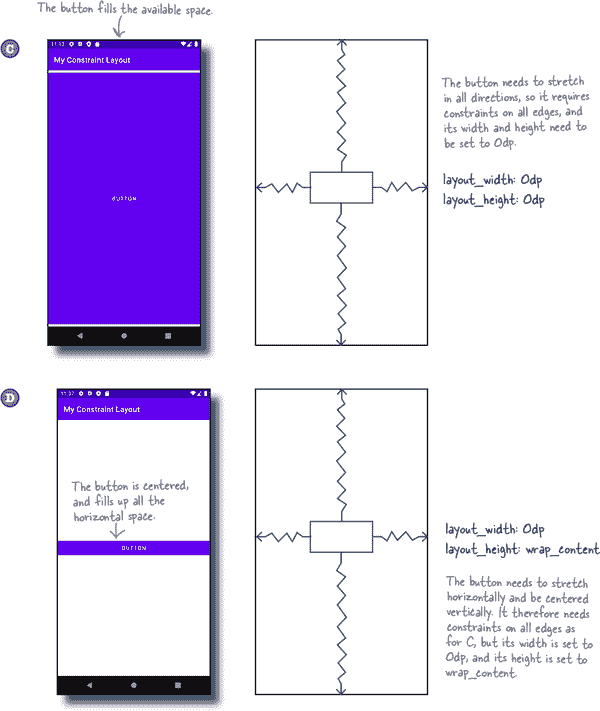 The button fills the available space.
C
11:13
My Constraint Layout
BUTTON
The button needs to stretch
in all directions, so it requires
constraints on all edges, and
its width and height need to
be set to 0dp.
layout_width: 0dp
layout_height: 0dp
D
My Constraint Layout
The button is centered,
and fills up all the
horizontal space.
BUTTON
layout_width: 0dp
layout_height: wrap_content
The button needs to stretch
horizontally and be centered
vertically. It therefore needs
constraints on all edges as
for C, but its width is set to
0dp, and its height is set to
wrap_content.